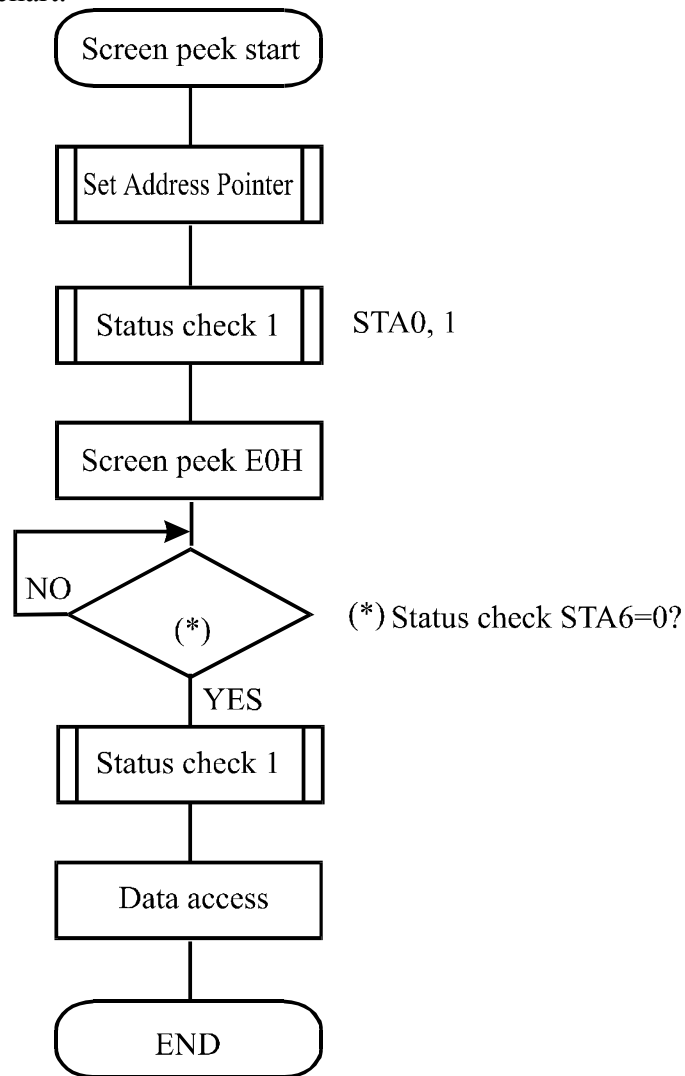 Screen peek start
Set Address Pointer
Status check 1
STA0, 1
Screen peek E0H
NO
(*)
(*) Status check STA6=0?
YES
Status check 1
Data access
END